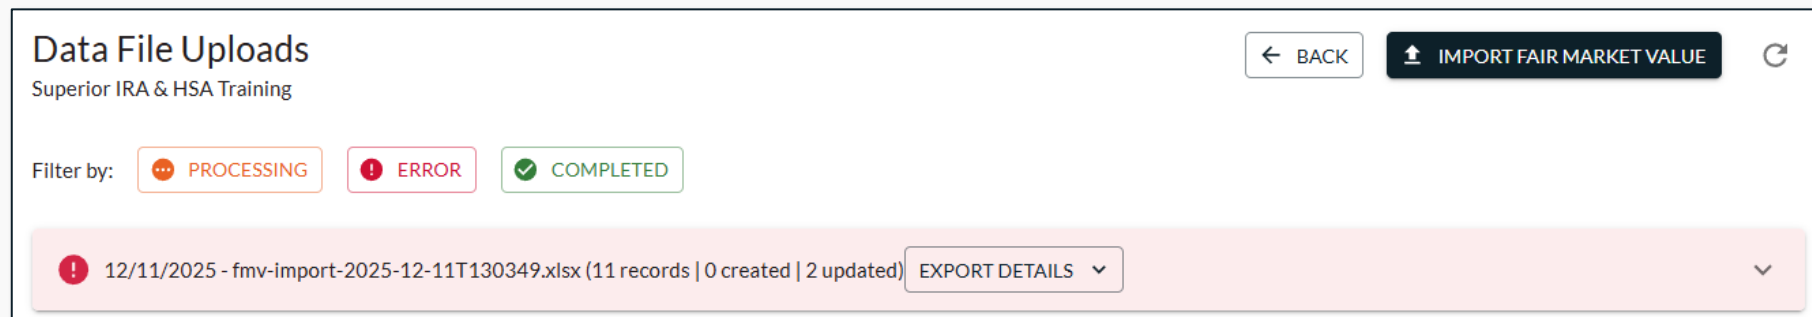 Data File Uploads
BACK
IMPORT FAIR MARKET VALUE
Superior IRA & HSA Training
Filter by:
PROCESSING
ERROR
COMPLETED
12/11/2025 - fmv-import-2025-12-11T130349.xlsx (11 records | 0 created | 2 updated)
EXPORT DETAILS